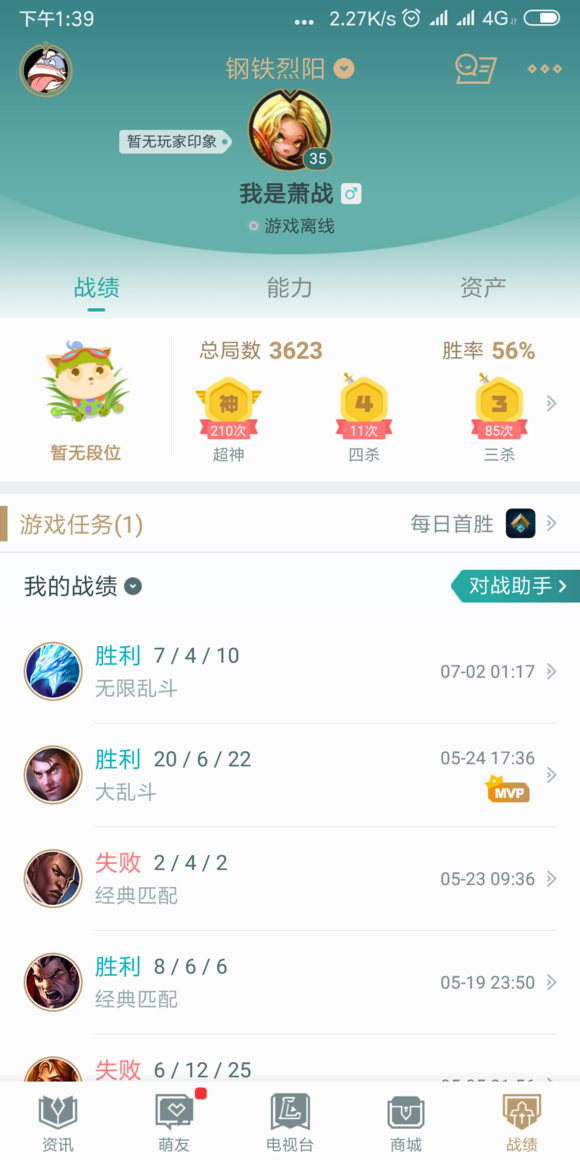 下午1:39
... 2.27K/s 4G
钢铁烈阳
暂无玩家印象
35
我是萧战
游戏离线
战绩 能力 资产
总局数 3623 胜率 56%
神 4 3
210次 11次 85次
超神 四杀 三杀
暂无段位
游戏任务(1) 每日首胜
我的战绩 对战助手
胜利 7 / 4 / 10
07-02 01:17
无限乱斗
胜利 20 / 6 / 22 05-24 17:36
大乱斗 MVP
失败 2 / 4 / 2
05-23 09:36
经典匹配
胜利 8 / 6 / 6
05-19 23:50
经典匹配
失败 6 / 12 / 25
资讯 萌友 电视台 商城 战绩